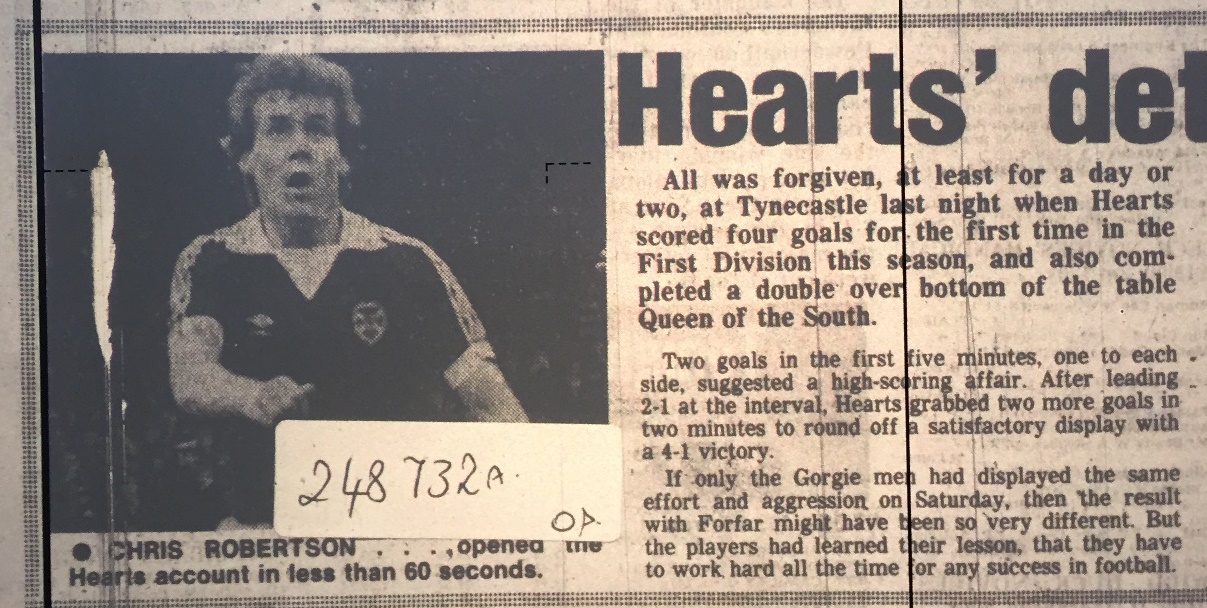 Hearts' det
All was forgiven, at least for a day or
two, at Tynecastle last night when Hearts
scored four goals for the first time in the
First Division this season, and also com-
pleted a double over bottom of the table
Queen of the South.
Two goals in the first five minutes, one to each
side, suggested a high-scoring affair. After leading
2-1 at the interval, Hearts grabbed two more goals in
two minutes to round off a satisfactory display with
a 4-1 victory.
If only the Gorgie men had displayed the same
effort and aggression on Saturday, then the result
with Forfar might have been so very different. But
the players had learned their lesson, that they have
to work hard all the time for any success in football.
248732A.
OP.
● CHRIS ROBERTSON . . ., opened the
Hearts account in less than 60 seconds.